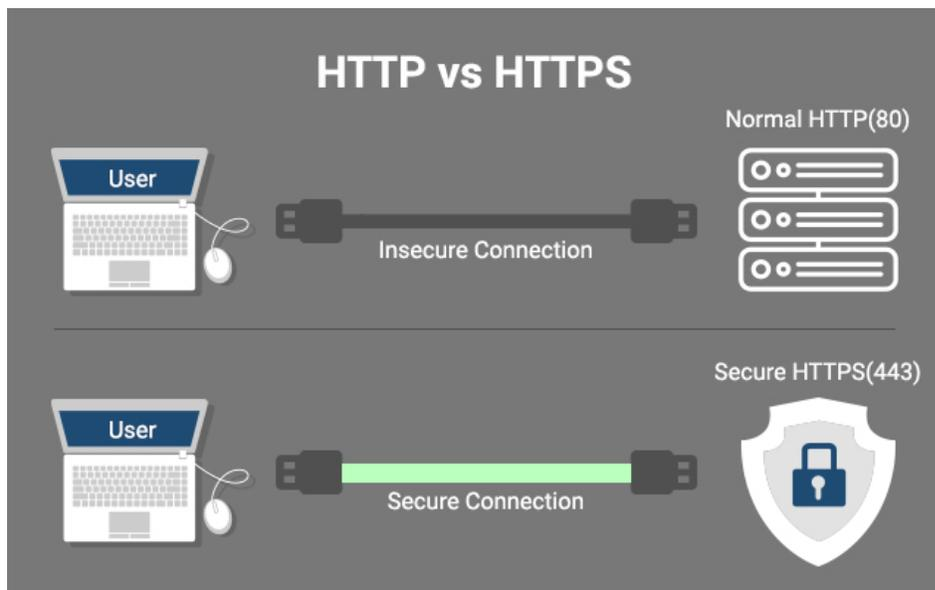 HTTP vs HTTPS
Normal HTTP(80)
User
Insecure Connection
Secure HTTPS(443)
User
Secure Connection